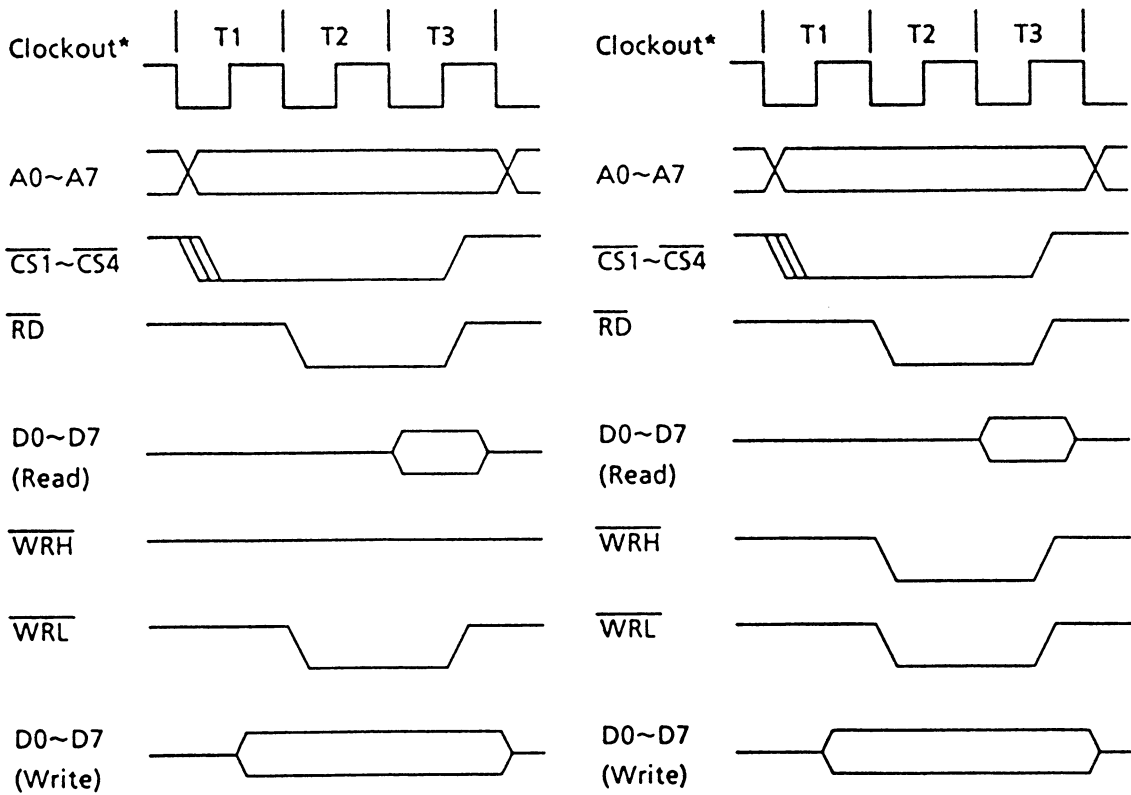 Clockout* T1 T2 T3
A0~A7
CS1~CS4
RD
D0~D7
(Read)
WRH
WRL
D0~D7
(Write)
Clockout* T1 T2 T3
A0~A7
CS1~CS4
RD
D0~D7
(Read)
WRH
WRL
D0~D7
(Write)